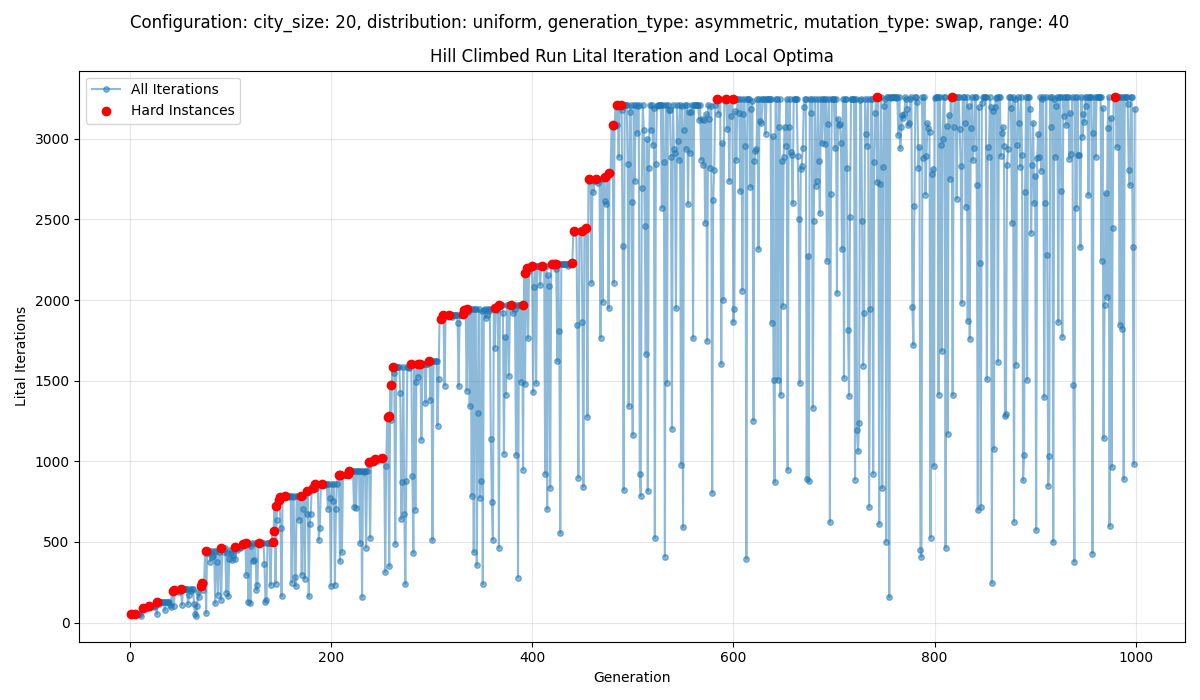 Configuration: city_size: 20, distribution: uniform, generation_type: asymmetric, mutation_type: swap, range: 40
Hill Climbed Run Lital Iteration and Local Optima
All Iterations
Hard Instances
Lital Iterations
3000
2500
2000
1500
1000
500
0
0 200 400 600 800 1000
Generation